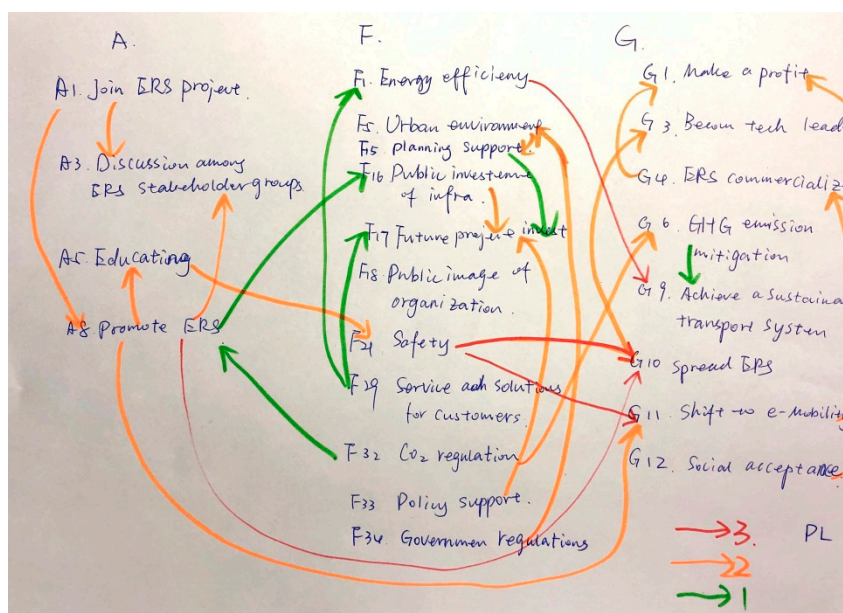 A.
A1. Join ERS project.
A3. Discussion among
ERS stakeholder groups
A5. Educating
A8. Promote ERS
F.
F1. Energy efficieny
F5. Urban environment
F15. planning support.
F16 Public investment
of infra.
F17 Future project invest
F18. Public image of
organization.
F21 Safety
F29 Service and solutions
for customers.
F32 CO2 regulation
F33 Policy support.
F34. Governmen regulations
G.
G1. Make a profit
G3. Becom tech lead
G4. ERS commercializ
G6. GHG emission
mitigation
G9. Achieve a sustaina
transport system
G10 spread ERS
G11. Shift to e-Mobility
G12. Social acceptance.
3. PL
2
1